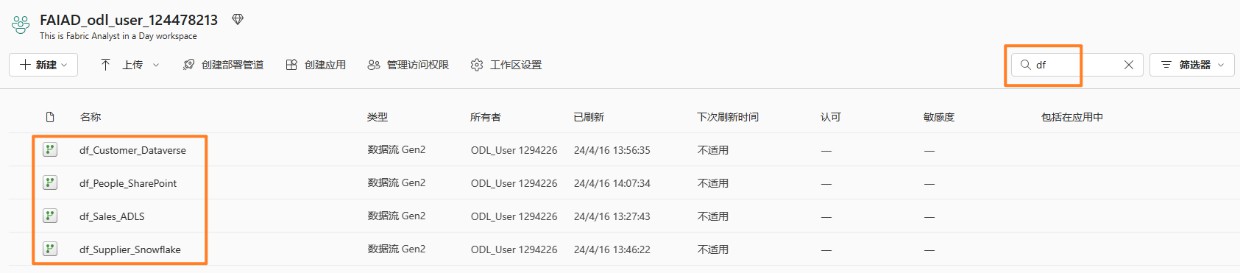 FAIAD_odl_user_124478213
This is Fabric Analyst in a Day workspace
新建 上传 创建部署管道 创建应用 管理访问权限 工作区设置 df 筛选器
名称 类型 所有者 已刷新 下次刷新时间 认可 敏感度 包括在应用中
df_Customer_Dataverse 数据流 Gen2 ODL_User 1294226 24/4/16 13:56:35 不适用 — —
df_People_SharePoint 数据流 Gen2 ODL_User 1294226 24/4/16 14:07:34 不适用 — —
df_Sales_ADLS 数据流 Gen2 ODL_User 1294226 24/4/16 13:27:43 不适用 — —
df_Supplier_Snowflake 数据流 Gen2 ODL_User 1294226 24/4/16 13:46:22 不适用 — —